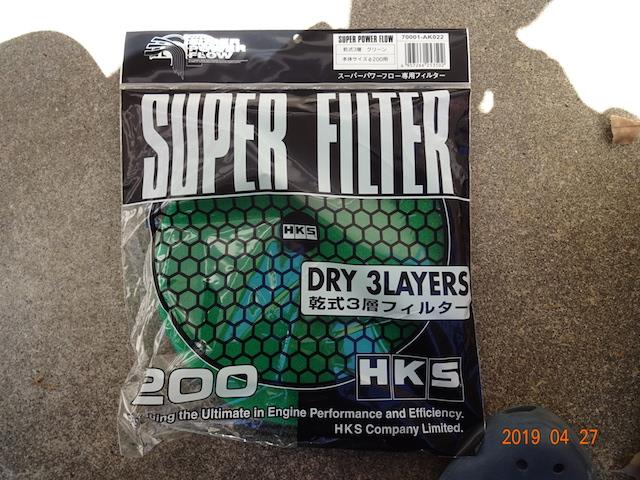 SUPER POWER FLOW
SUPER POWER FLOW 70001-AK022
乾式3層 グリーン
本体サイズφ200用
スーパーパワーフロー専用フィルター
SUPER FILTER
HKS
DRY 3LAYERS
乾式3層フィルター
200
HKS
the Ultimate in Engine Performance and Efficiency.
HKS Company Limited.
2019 04 27